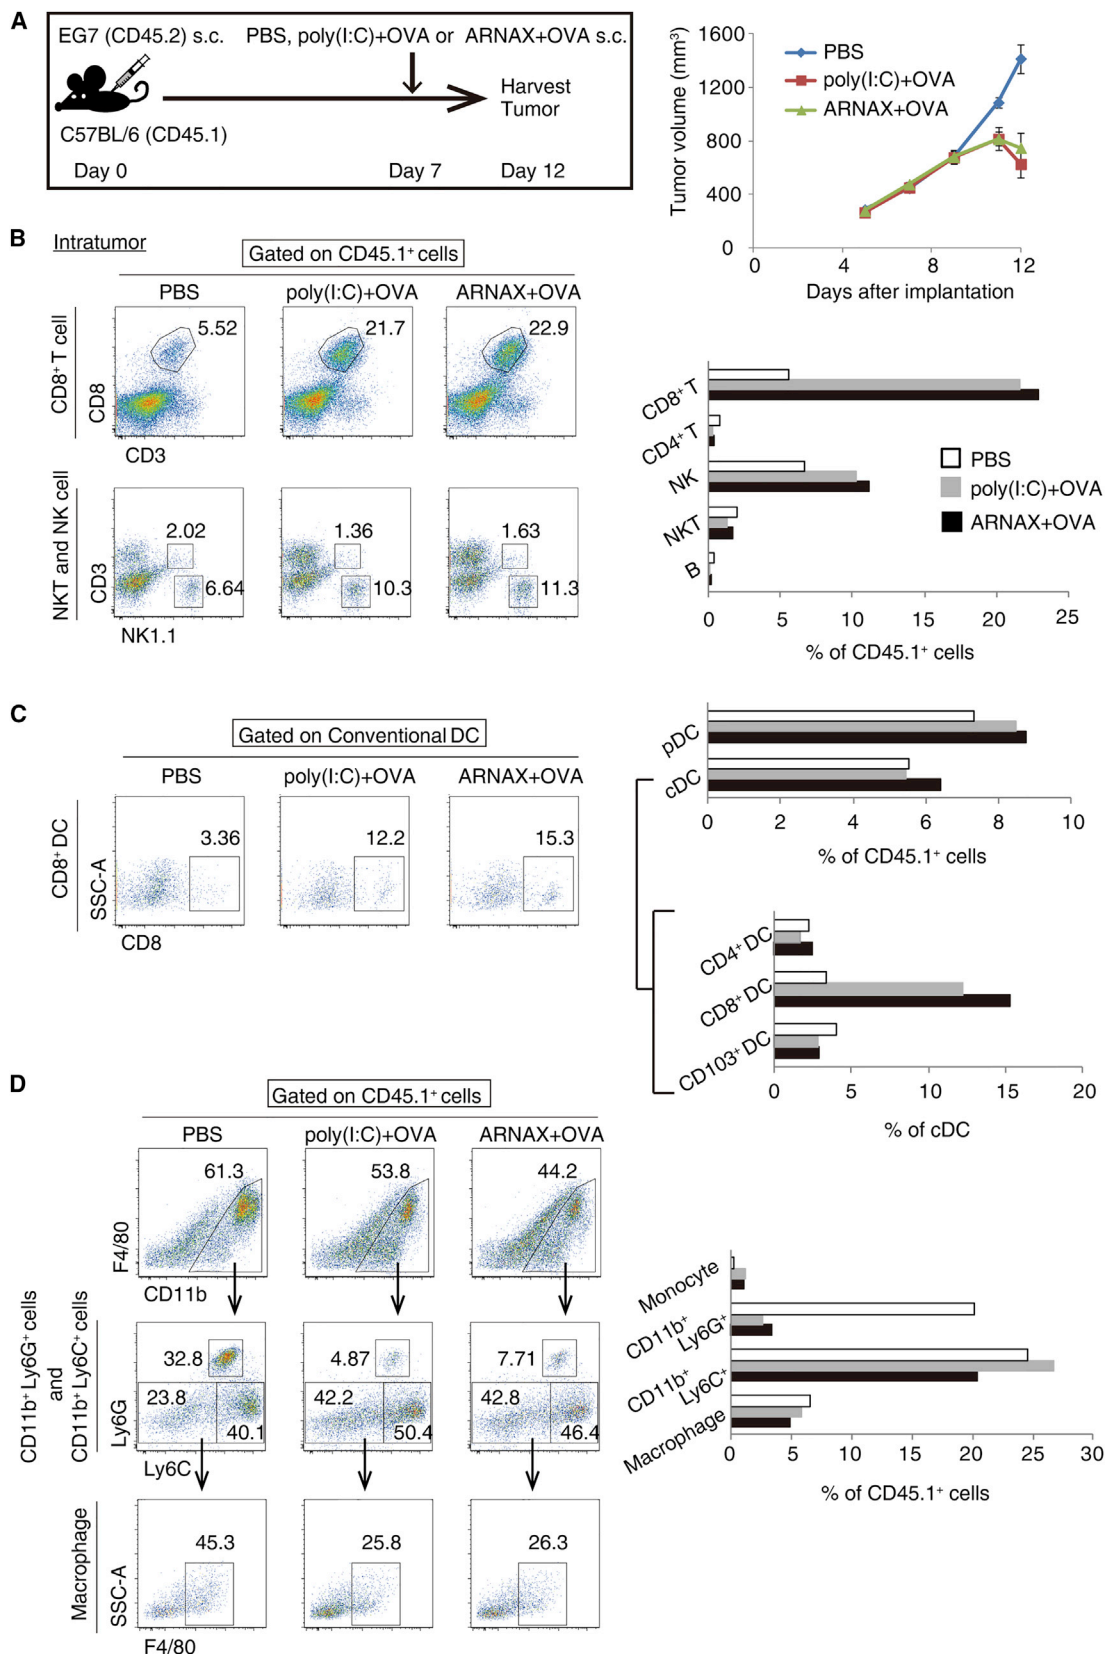 A
EG7 (CD45.2) s.c. PBS, poly(I:C)+OVA or ARNAX+OVA s.c.
Harvest
Tumor
C57BL/6 (CD45.1)
Day 0 Day 7 Day 12
Tumor volume (mm³)
1600
1200
800
400
0
PBS
poly(I:C)+OVA
ARNAX+OVA
0 4 8 12
Days after implantation
B
Intratumor
Gated on CD45.1⁺ cells
PBS poly(I:C)+OVA ARNAX+OVA
CD8⁺ T cell
CD8
5.52 21.7 22.9
CD3
NKT and NK cell
CD3
2.02 1.36 1.63
6.64 10.3 11.3
NK1.1
CD8⁺ T
CD4⁺ T
NK
NKT
B
PBS
poly(I:C)+OVA
ARNAX+OVA
0 5 10 15 20 25
% of CD45.1⁺ cells
C
Gated on Conventional DC
PBS poly(I:C)+OVA ARNAX+OVA
CD8⁺ DC
SSC-A
3.36 12.2 15.3
CD8
pDC
cDC
0 2 4 6 8 10
% of CD45.1⁺ cells
CD4⁺ DC
CD8⁺ DC
CD103⁺ DC
0 5 10 15 20
% of cDC
D
Gated on CD45.1⁺ cells
PBS poly(I:C)+OVA ARNAX+OVA
61.3 53.8 44.2
F4/80
CD11b
CD11b⁺ Ly6G⁺ cells
and
CD11b⁺ Ly6C⁺ cells
Ly6G
32.8 4.87 7.71
23.8 42.2 42.8
40.1 50.4 46.4
Ly6C
Macrophage
SSC-A
45.3 25.8 26.3
F4/80
Monocyte
CD11b⁺
Ly6G⁺
CD11b⁺
Ly6C⁺
Macrophage
0 5 10 15 20 25 30
% of CD45.1⁺ cells